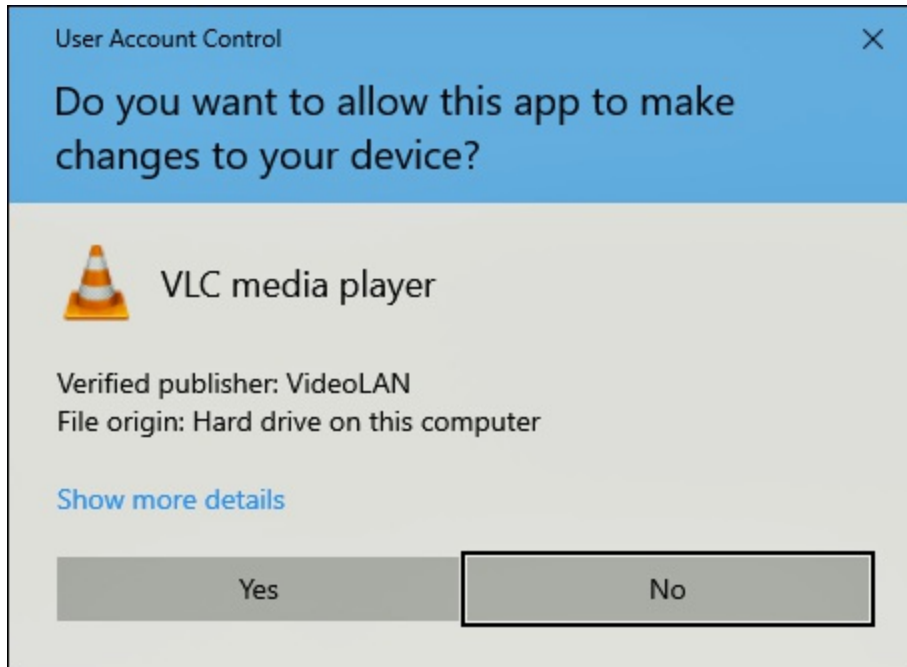 User Account Control
Do you want to allow this app to make
changes to your device?
VLC media player
Verified publisher: VideoLAN
File origin: Hard drive on this computer
Show more details
Yes
No